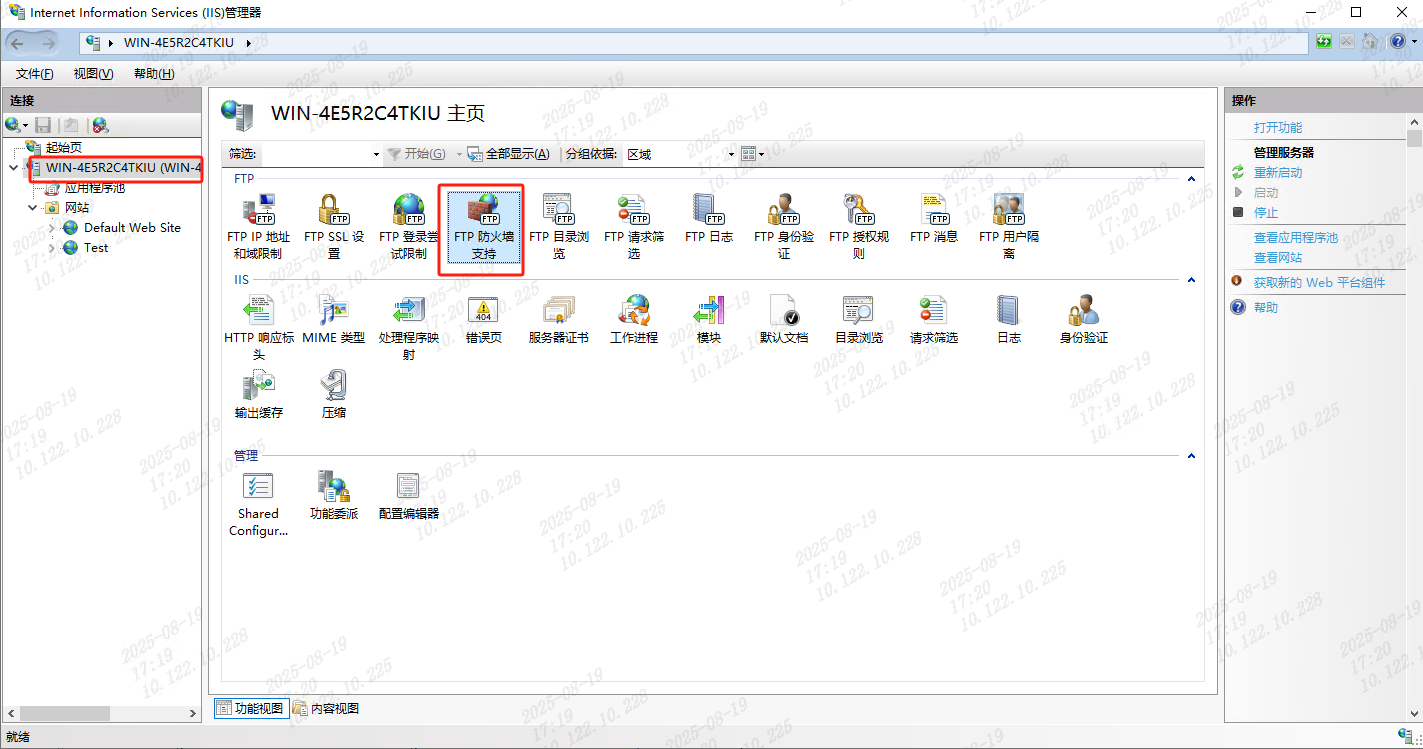 Internet Information Services (IIS)管理器
WIN-4E5R2C4TKIU
文件(F) 视图(V) 帮助(H)
连接
起始页
WIN-4E5R2C4TKIU (WIN-4
应用程序池
网站
Default Web Site
Test
WIN-4E5R2C4TKIU 主页
筛选: 开始(G) 全部显示(A) 分组依据: 区域
FTP
FTP IP 地址
和域限制
FTP SSL 设
置
FTP 登录尝
试限制
FTP 防火墙
支持
FTP 目录浏
览
FTP 请求筛
选
FTP 日志
FTP 身份验
证
FTP 授权规
则
FTP 消息
FTP 用户隔
离
IIS
HTTP 响应标
头
MIME 类型
处理程序映
射
404
错误页
服务器证书
工作进程
模块
默认文档
目录浏览
请求筛选
日志
身份验证
输出缓存
压缩
管理
Shared
Configur...
功能委派
配置编辑器
功能视图
内容视图
操作
打开功能
管理服务器
重新启动
启动
停止
查看应用程序池
查看网站
获取新的 Web 平台组件
帮助
就绪
2025-08-19
17:19
10.122.10.228
2025-08-19
17:20
10.122.10.225